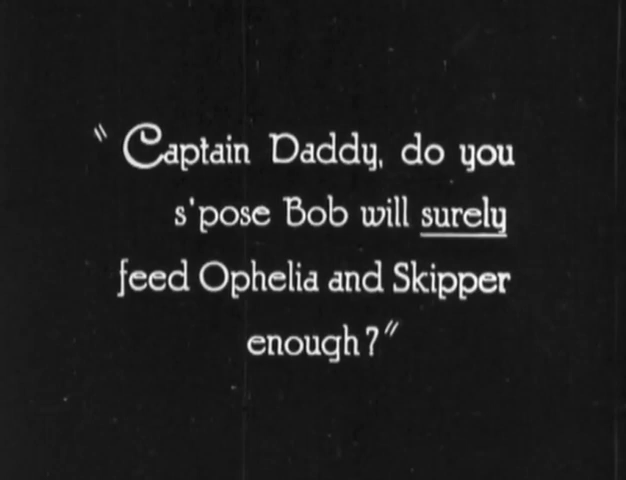 "Captain Daddy, do you
s'pose Bob will surely
feed Ophelia and Skipper
enough?"